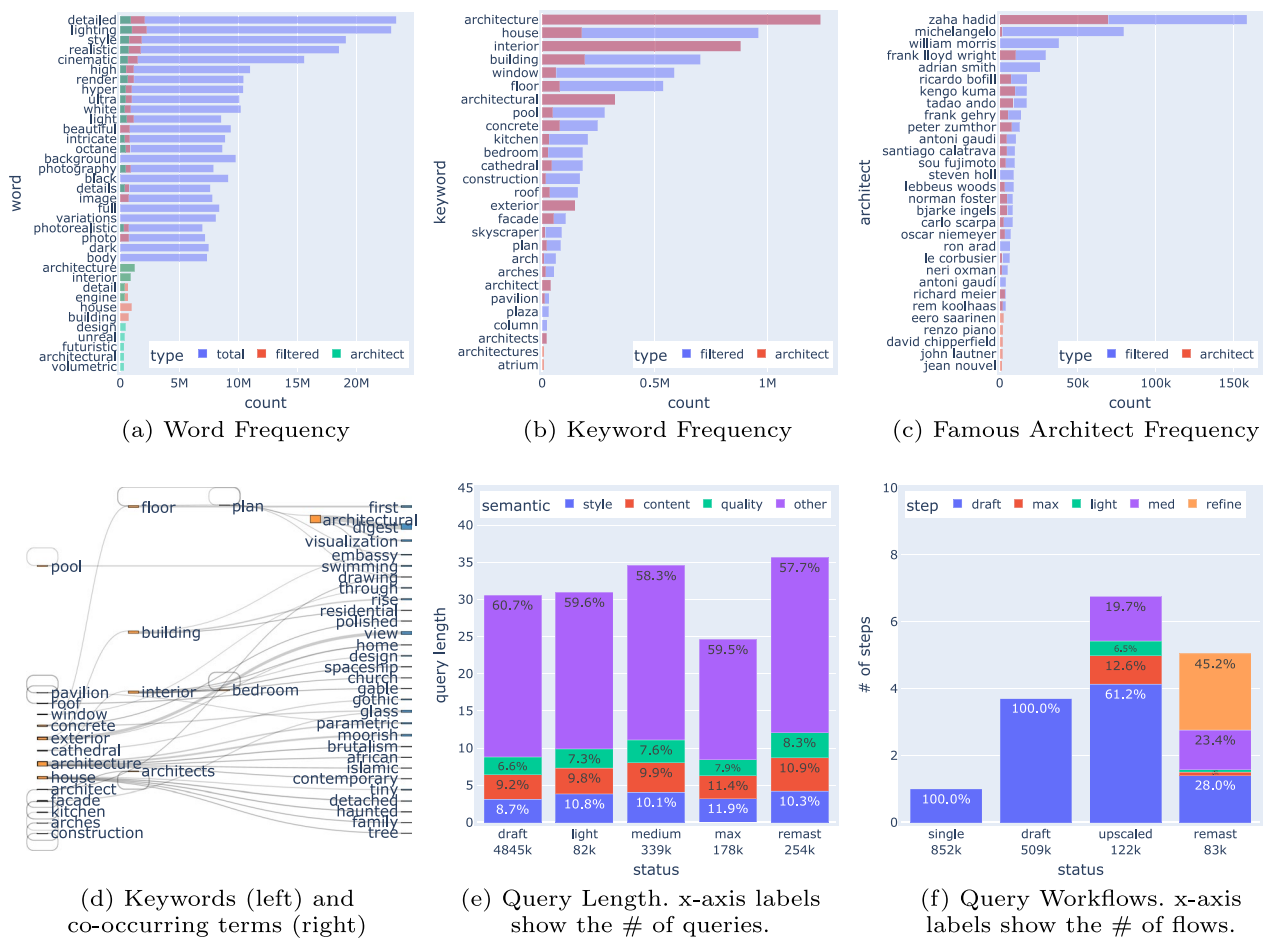 detailed
lighting
style
realistic
cinematic
high
render
hyper
ultra
white
light
beautiful
intricate
octane
background
photography
black
details
image
full
variations
photorealistic
photo
dark
body
architecture
interior
detail
engine
house
building
design
unreal
futuristic
architectural
volumetric
word
type total filtered architect
0 5M 10M 15M 20M
count
(a) Word Frequency
architecture
house
interior
building
window
floor
architectural
pool
concrete
kitchen
bedroom
cathedral
construction
roof
exterior
facade
skyscraper
plan
arch
arches
architect
pavilion
plaza
column
architects
architectures
atrium
keyword
type filtered architect
0 0.5M 1M
count
(b) Keyword Frequency
zaha hadid
michelangelo
william morris
frank lloyd wright
adrian smith
ricardo bofill
kengo kuma
tadao ando
frank gehry
peter zumthor
antoni gaudi
santiago calatrava
sou fujimoto
steven holl
lebbeus woods
norman foster
bjarke ingels
carlo scarpa
oscar niemeyer
ron arad
le corbusier
neri oxman
antoni gaudí
richard meier
rem koolhaas
eero saarinen
renzo piano
david chipperfield
john lautner
jean nouvel
architect
type filtered architect
0 50k 100k 150k
count
(c) Famous Architect Frequency
floor
plan
pool
building
pavilion
roof
interior
bedroom
window
concrete
exterior
cathedral
architecture
house
architects
architect
facade
kitchen
arches
construction
first
architectural
digest
visualization
embassy
swimming
drawing
through
rise
residential
polished
view
home
design
spaceship
church
gable
gothic
glass
parametric
moorish
brutalism
african
islamic
contemporary
tiny
detached
haunted
family
tree
(d) Keywords (left) and
co-occurring terms (right)
semantic style content quality other
45
40
35
30
25
20
15
10
5
0
query length
60.7%
6.6%
9.2%
8.7%
59.6%
7.3%
9.8%
10.8%
58.3%
7.6%
9.9%
10.1%
59.5%
7.9%
11.4%
11.9%
57.7%
8.3%
10.9%
10.3%
draft light medium max remast
4845k 82k 339k 178k 254k
status
(e) Query Length. x-axis labels
show the # of queries.
step draft max light med refine
10
8
6
4
2
0
# of steps
100.0%
100.0%
19.7%
6.5%
12.6%
61.2%
45.2%
23.4%
28.0%
single draft upscaled remast
852k 509k 122k 83k
status
(f) Query Workflows. x-axis
labels show the # of flows.